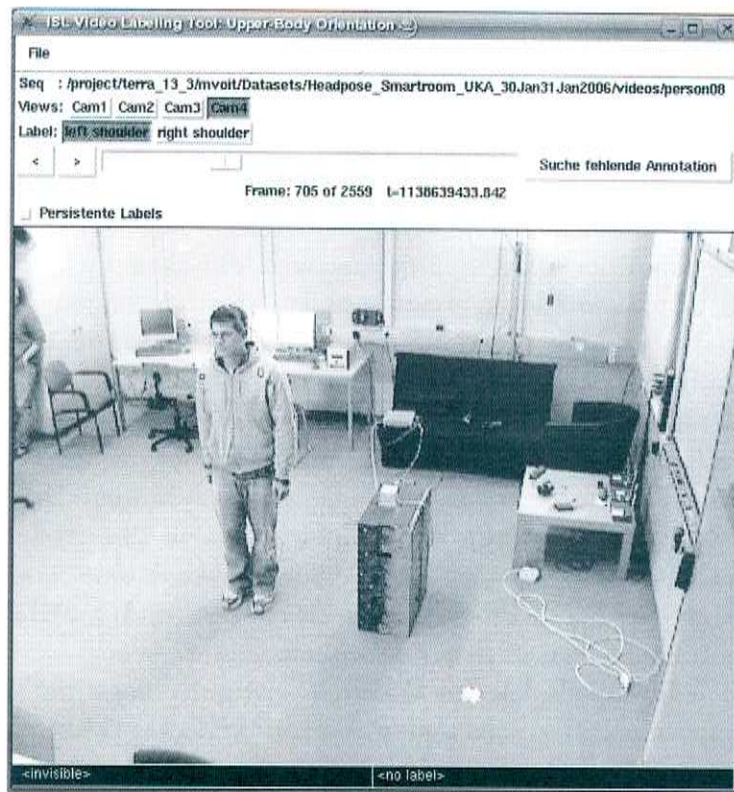 ISL Video Labeling Tool: Upper-Body Orientation
File
Seq : /project/terra_13_3/mvoit/Datasets/Headpose_Smartroom_UKA_30Jan31Jan2006/videos/person08
Views: Cam1 Cam2 Cam3 Cam4
Label: left shoulder right shoulder
< > Suche fehlende Annotation
Frame: 705 of 2559 t=1138639433.842
Persistente Labels
<invisible> <no label>